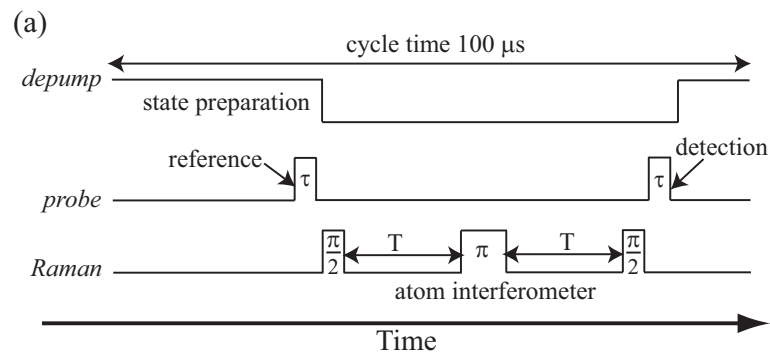 (a)
cycle time 100 μs
depump
state preparation
reference
detection
τ
τ
probe
π/2
T
π
T
π/2
Raman
atom interferometer
Time